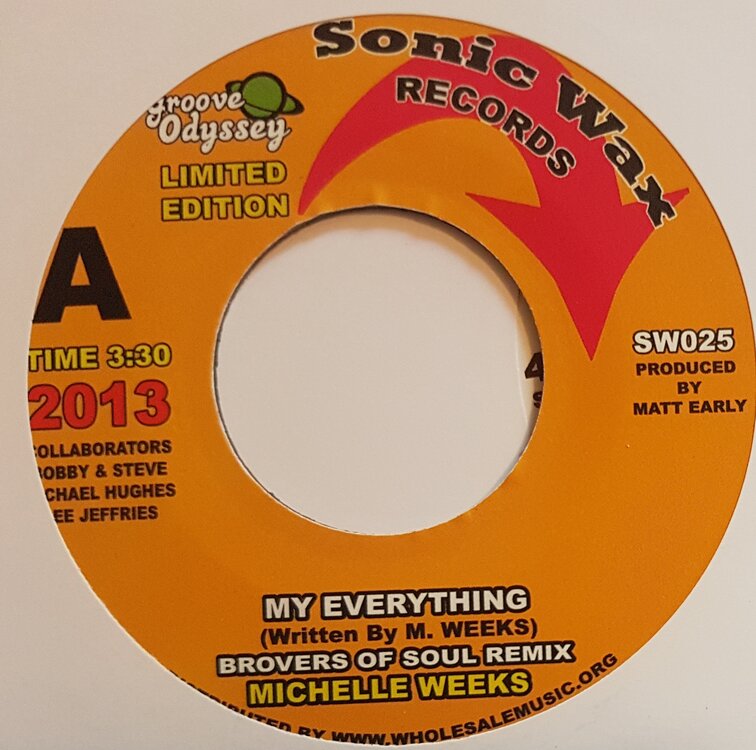 Sonic Wax
RECORDS
Groove
Odyssey
LIMITED
EDITION
A
TIME 3:30
2013
COLLABORATORS
BOBBY & STEVE
SW025
PRODUCED
BY
MATT EARLY
JEFFRIES
HUGHES
MY EVERYTHING
(Written By M. WEEKS)
BROVERS OF SOUL REMIX
MICHELLE WEEKS
BY WWW.WHOLESALEMUSIC.ORG